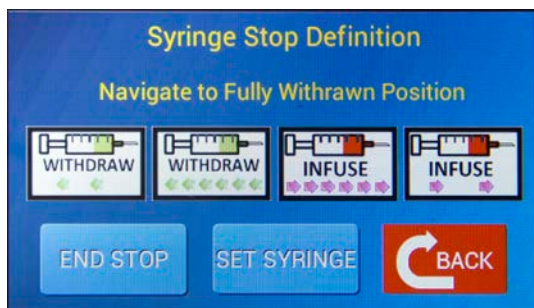 Syringe Stop Definition
Navigate to Fully Withrawn Position
WITHDRAW WITHDRAW INFUSE INFUSE
END STOP SET SYRINGE BACK